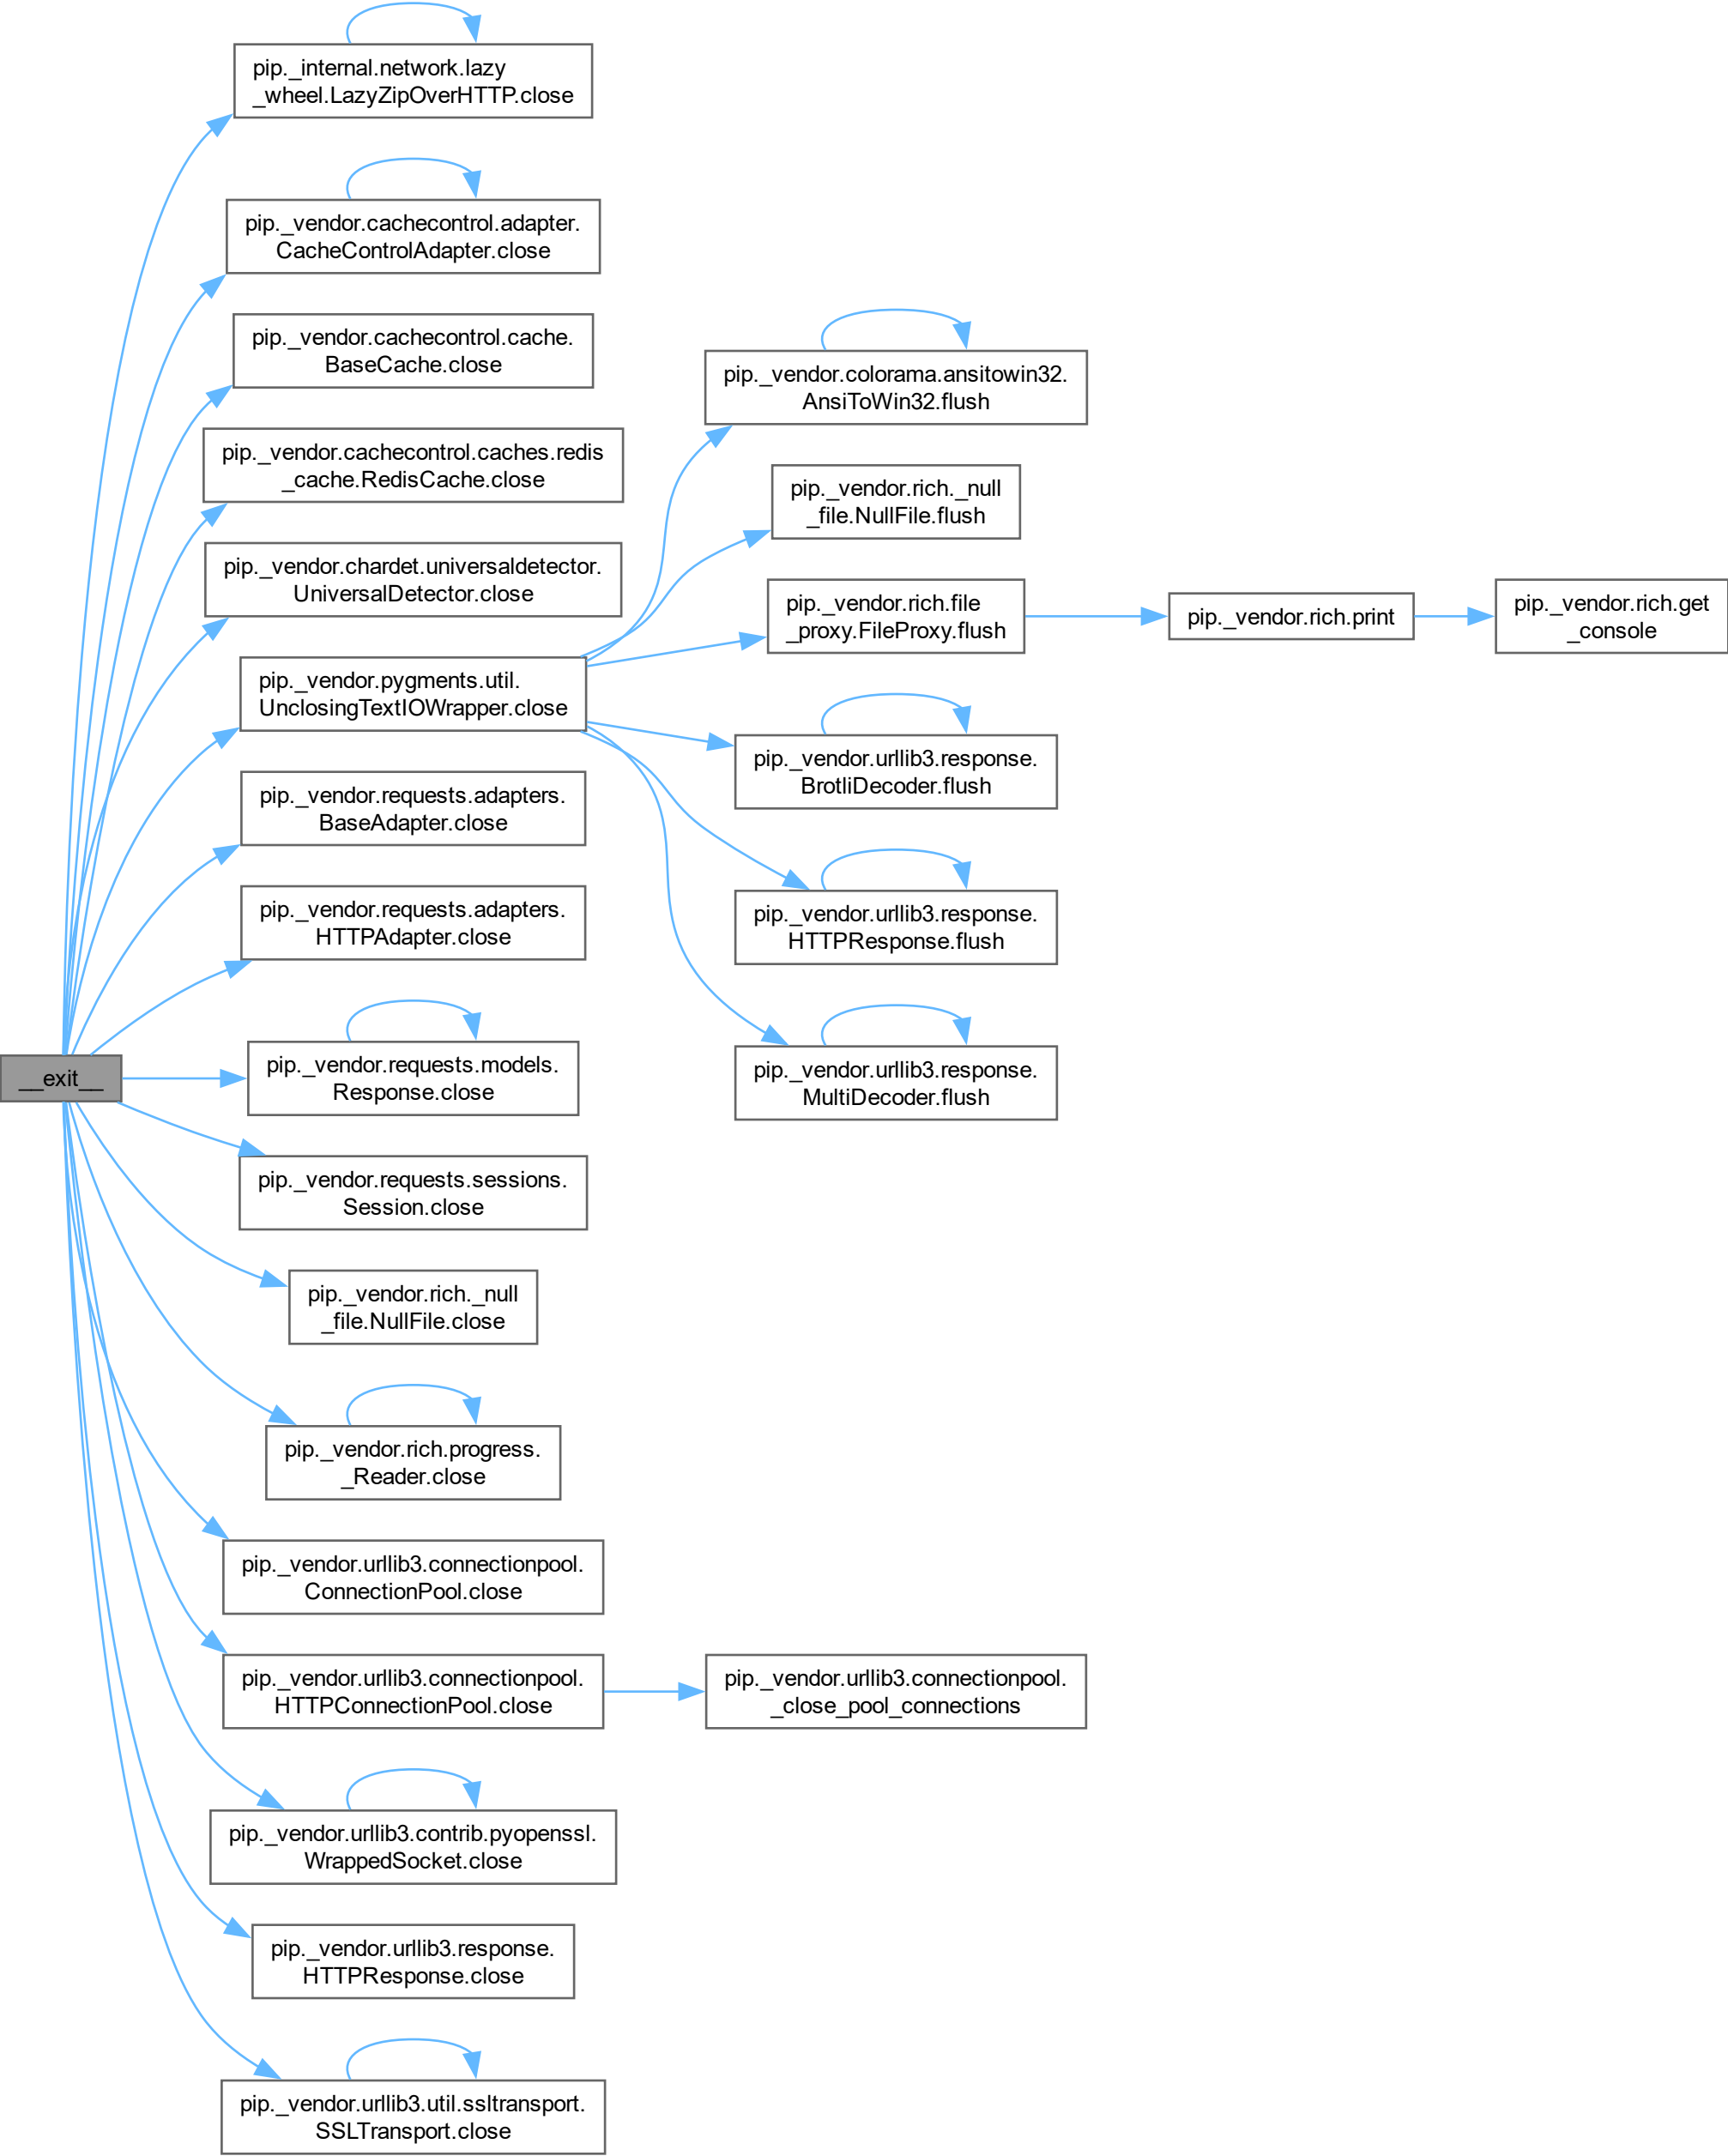 pip._internal.network.lazy
_wheel.LazyZipOverHTTP.close
pip._vendor.cachecontrol.adapter.
CacheControlAdapter.close
pip._vendor.cachecontrol.cache.
BaseCache.close
pip._vendor.cachecontrol.caches.redis
_cache.RedisCache.close
pip._vendor.chardet.universaldetector.
UniversalDetector.close
pip._vendor.pygments.util.
UnclosingTextIOWrapper.close
pip._vendor.requests.adapters.
BaseAdapter.close
pip._vendor.requests.adapters.
HTTPAdapter.close
__exit__
pip._vendor.requests.models.
Response.close
pip._vendor.requests.sessions.
Session.close
pip._vendor.rich._null
_file.NullFile.close
pip._vendor.rich.progress.
_Reader.close
pip._vendor.urllib3.connectionpool.
ConnectionPool.close
pip._vendor.urllib3.connectionpool.
HTTPConnectionPool.close
pip._vendor.urllib3.contrib.pyopenssl.
WrappedSocket.close
pip._vendor.urllib3.response.
HTTPResponse.close
pip._vendor.urllib3.util.ssltransport.
SSLTransport.close
pip._vendor.colorama.ansitowin32.
AnsiToWin32.flush
pip._vendor.rich._null
_file.NullFile.flush
pip._vendor.rich.file
_proxy.FileProxy.flush
pip._vendor.urllib3.response.
BrotliDecoder.flush
pip._vendor.urllib3.response.
HTTPResponse.flush
pip._vendor.urllib3.response.
MultiDecoder.flush
pip._vendor.urllib3.connectionpool.
_close_pool_connections
pip._vendor.rich.print
pip._vendor.rich.get
_console